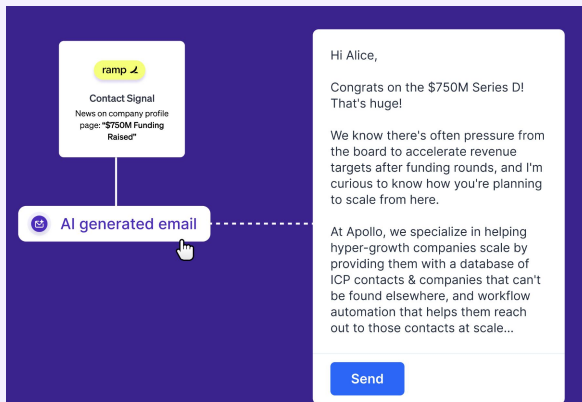 ramp
Contact Signal
News on company profile
page: “$750M Funding
Raised”
AI generated email
Hi Alice,
Congrats on the $750M Series D!
That's huge!
We know there's often pressure from
the board to accelerate revenue
targets after funding rounds, and I'm
curious to know how you're planning
to scale from here.
At Apollo, we specialize in helping
hyper-growth companies scale by
providing them with a database of
ICP contacts & companies that can't
be found elsewhere, and workflow
automation that helps them reach
out to those contacts at scale...
Send